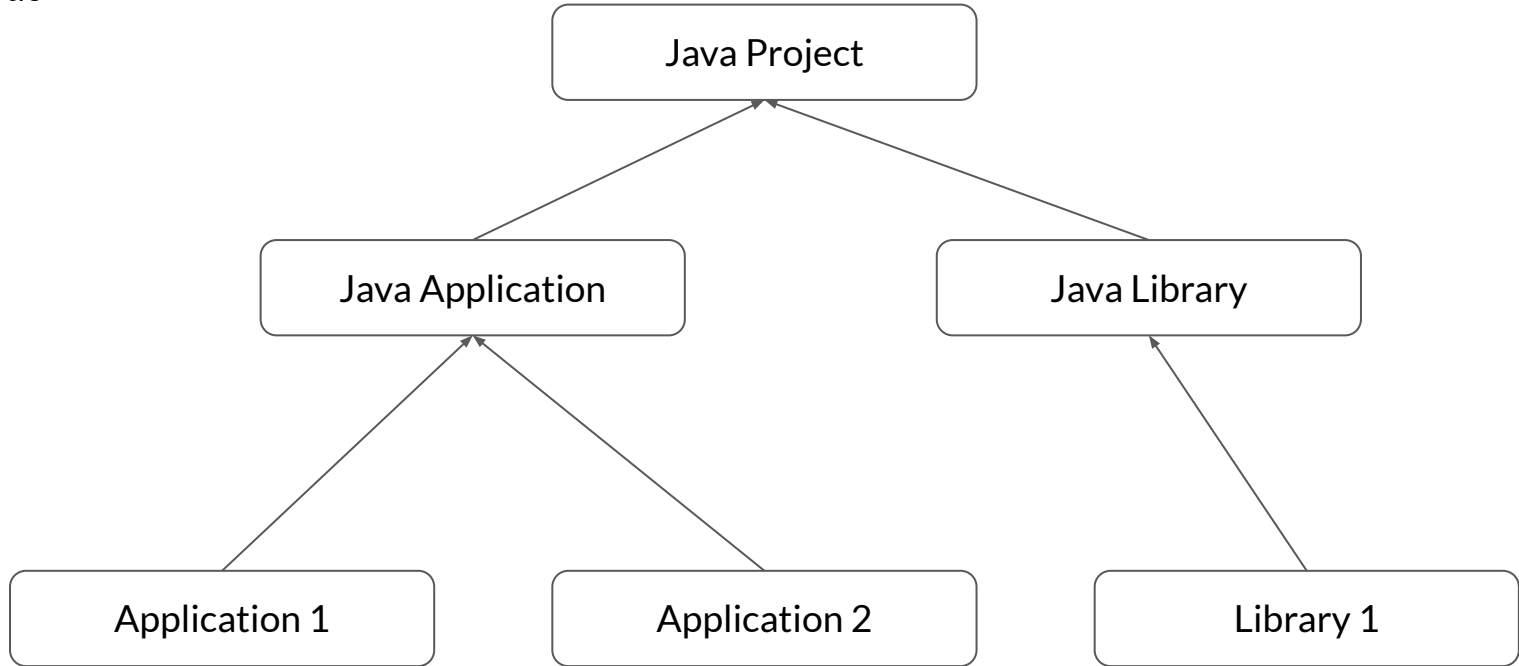 Java Project
Java Application
Java Library
Application 1
Application 2
Library 1